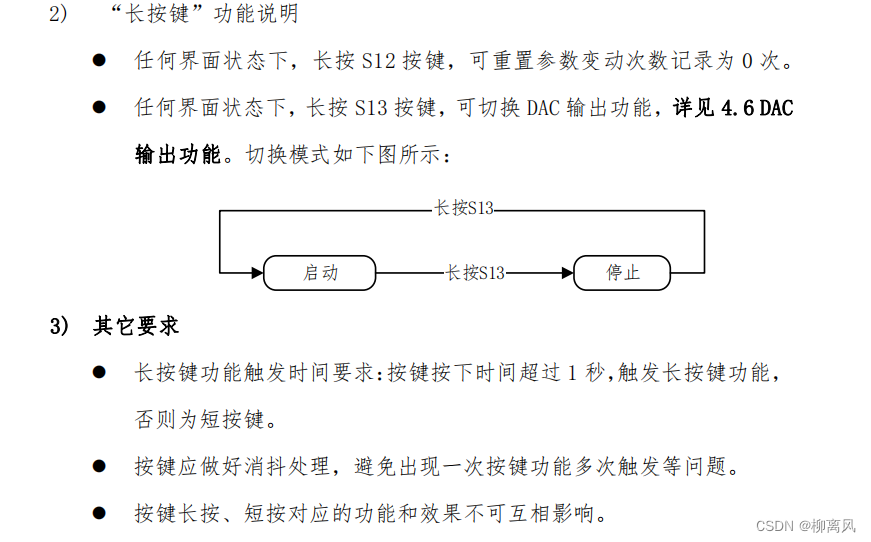 2) “长按键”功能说明
● 任何界面状态下，长按 S12 按键，可重置参数变动次数记录为 0 次。
● 任何界面状态下，长按 S13 按键，可切换 DAC 输出功能，详见 4.6 DAC
输出功能。切换模式如下图所示：
长按S13
启动 长按S13 停止
3) 其它要求
● 长按键功能触发时间要求：按键按下时间超过 1 秒，触发长按键功能，
否则为短按键。
● 按键应做好消抖处理，避免出现一次按键功能多次触发等问题。
● 按键长按、短按对应的功能和效果不可互相影响。
CSDN @柳离风